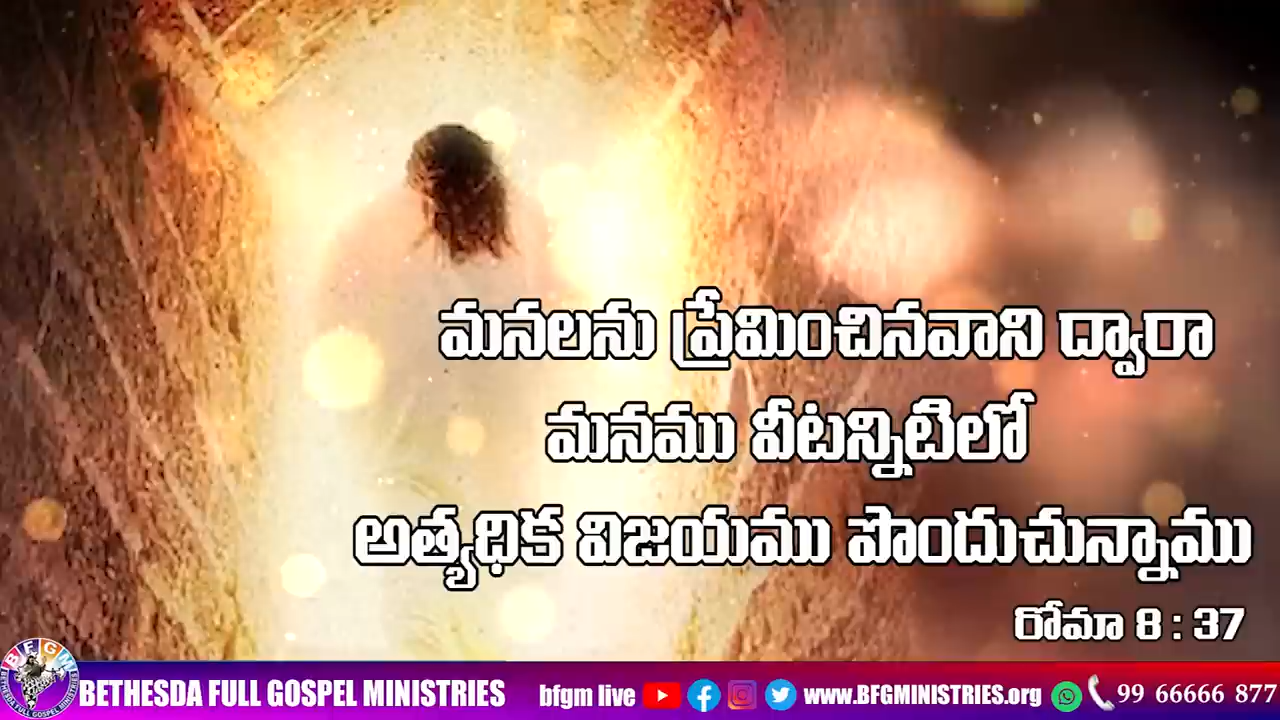 మనలను ప్రేమించినవాని ద్వారా
మనము వీటన్నిటిలో
అత్యధిక విజయము పొందుచున్నాము
రోమా 8 : 37
BFGM
BETHESDA FULL GOSPEL MINISTRIES bfgm live www.BFGMINISTRIES.org 99 66666 877